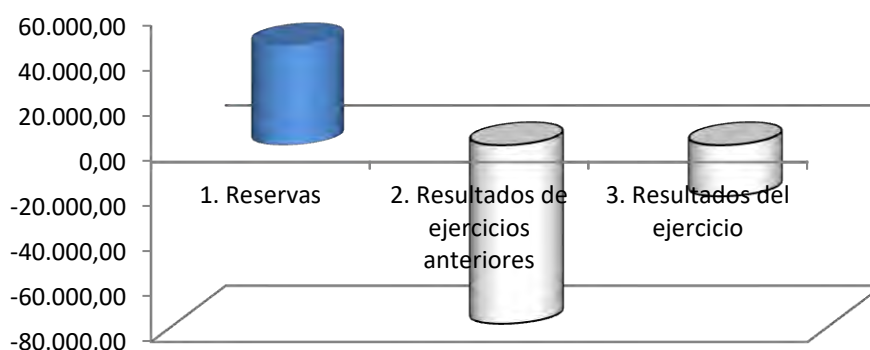 60.000,00
40.000,00
20.000,00
0,00
-20.000,00
-40.000,00
-60.000,00
-80.000,00
1. Reservas
2. Resultados de
ejercicios
anteriores
3. Resultados del
ejercicio